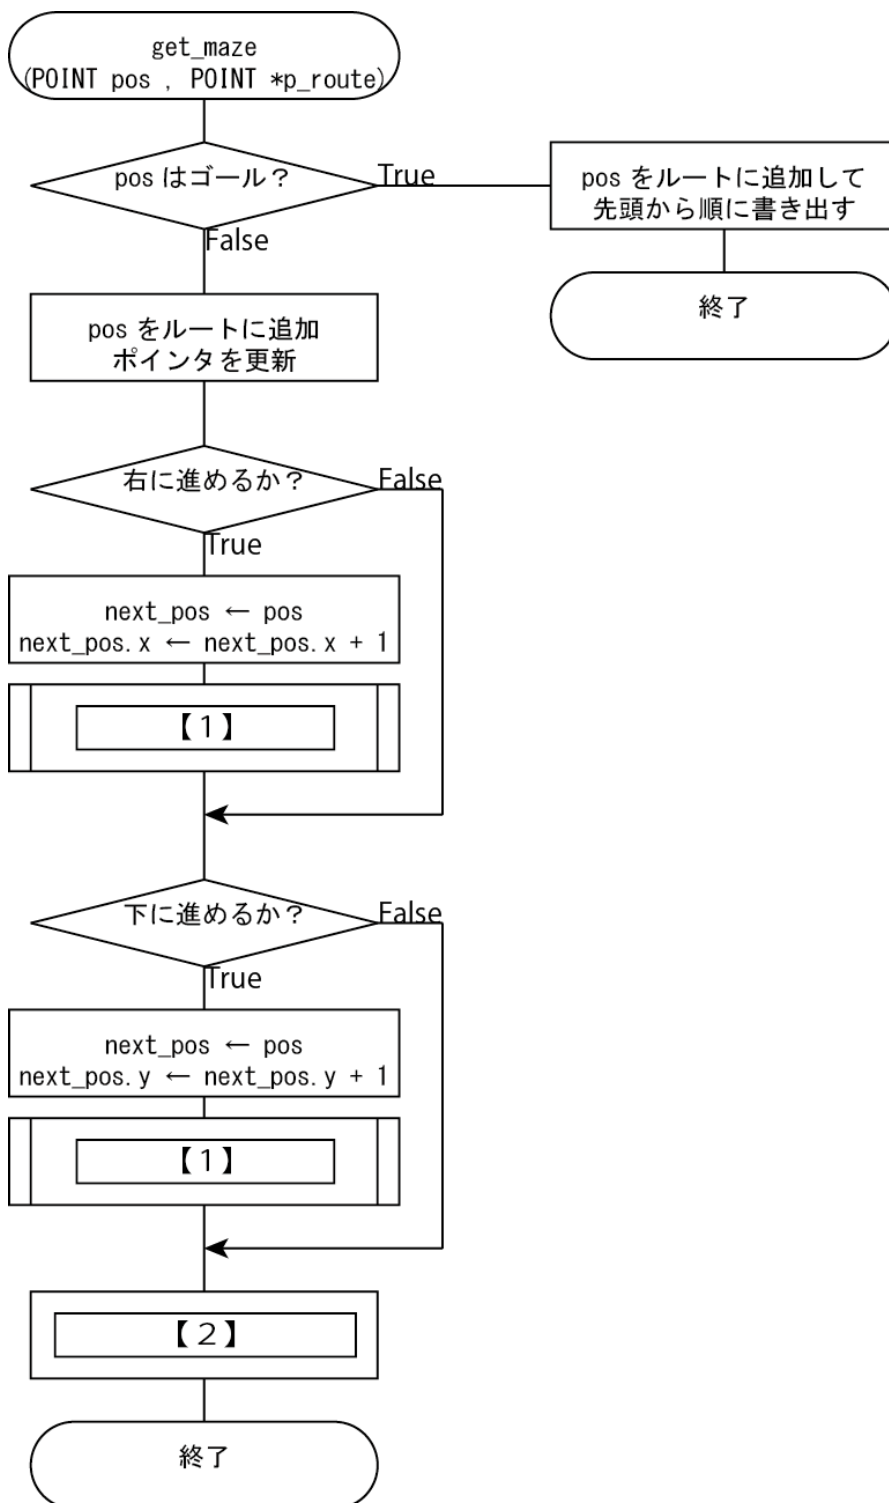 get_maze
(POINT pos , POINT *p_route)
pos はゴール？
True
pos をルートに追加して
先頭から順に書き出す
False
終了
pos をルートに追加
ポインタを更新
右に進めるか？
False
True
next_pos ← pos
next_pos.x ← next_pos.x + 1
【1】
下に進めるか？
False
True
next_pos ← pos
next_pos.y ← next_pos.y + 1
【1】
【2】
終了